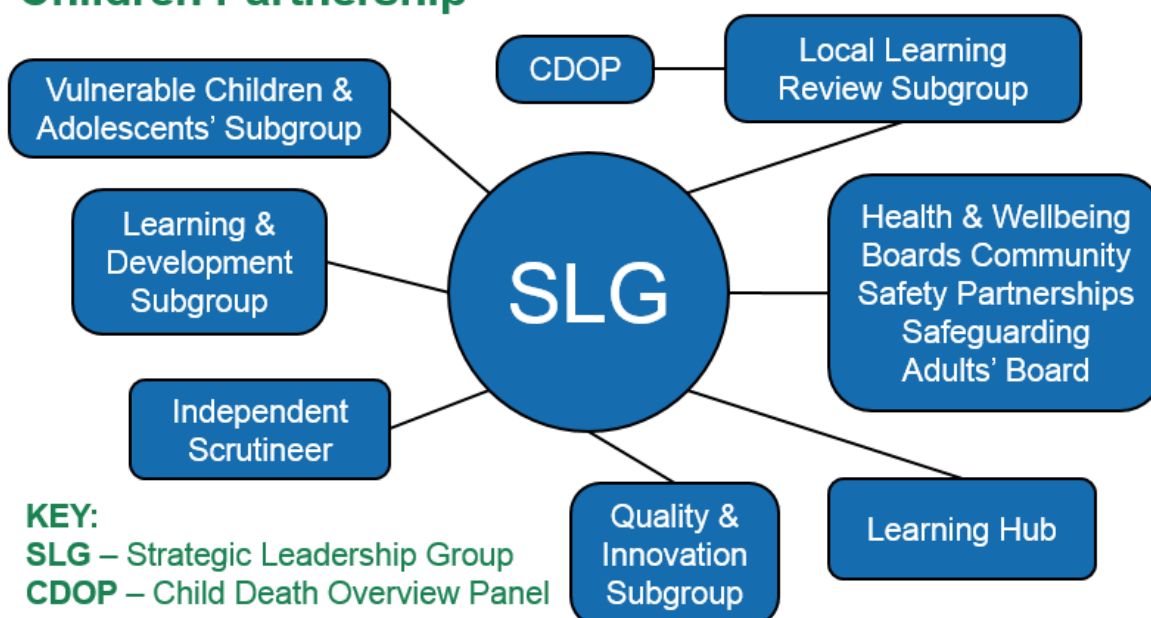 Children Partnership
CDOP
Local Learning
Review Subgroup
Vulnerable Children &
Adolescents’ Subgroup
Learning &
Development
Subgroup
SLG
Health & Wellbeing
Boards Community
Safety Partnerships
Safeguarding
Adults’ Board
Independent
Scrutineer
Quality &
Innovation
Subgroup
Learning Hub
KEY:
SLG – Strategic Leadership Group
CDOP – Child Death Overview Panel